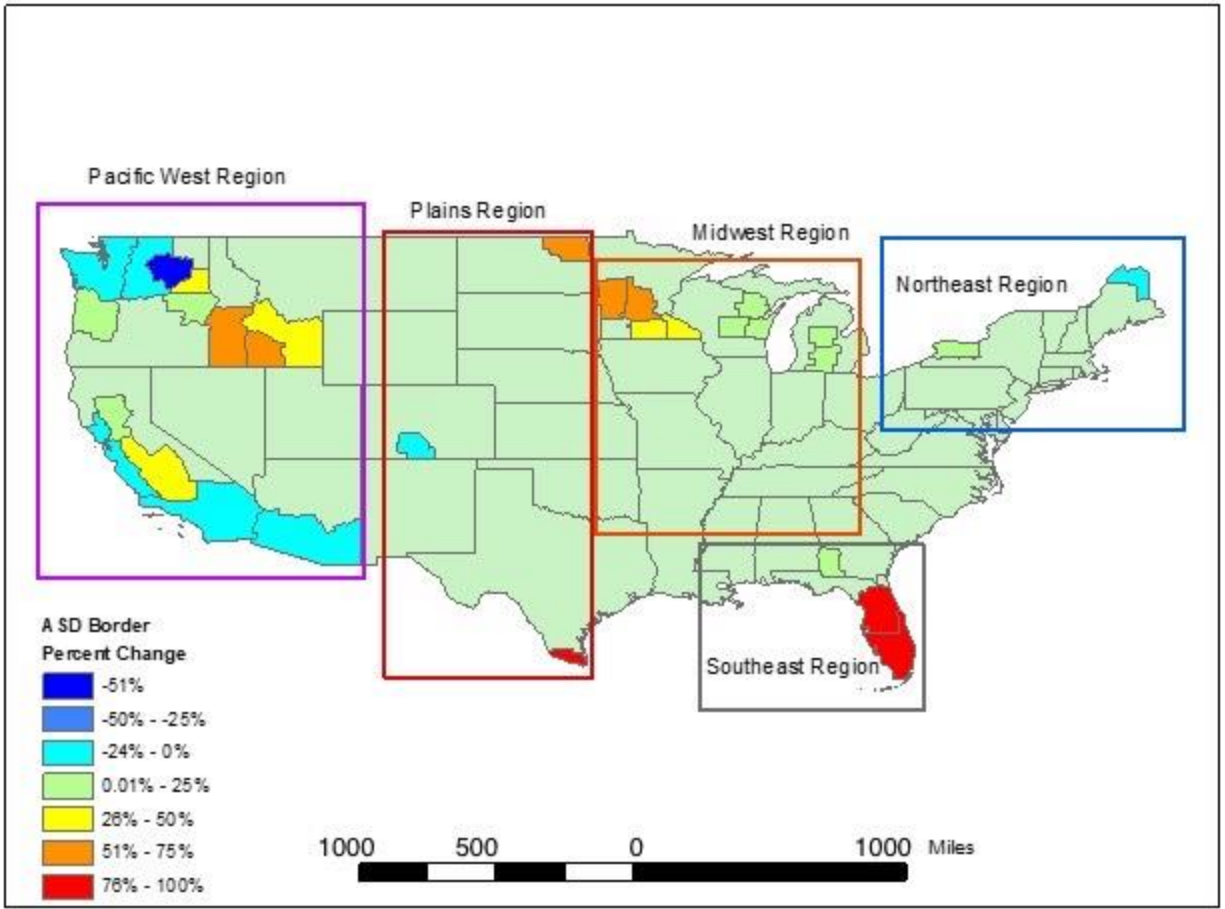 Pacific West Region
Plains Region
Midwest Region
Northeast Region
Southeast Region
ASD Border
Percent Change
-51%
-50% - -25%
-24% - 0%
0.01% - 25%
26% - 50%
51% - 75%
76% - 100%
1000 500 0 1000 Miles